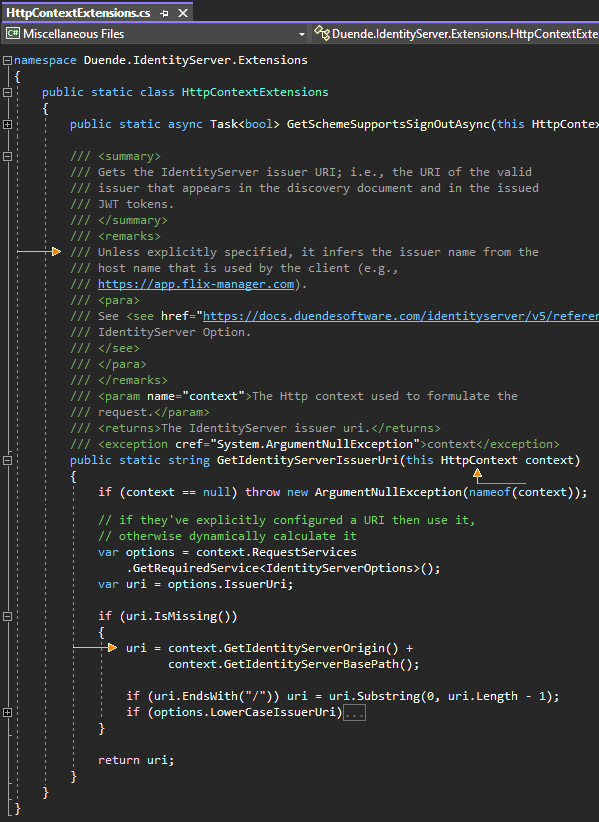 HttpContextExtensions.cs
C# Miscellaneous Files
Duende.IdentityServer.Extensions.HttpContextExte
namespace Duende.IdentityServer.Extensions
{
public static class HttpContextExtensions
{
public static async Task<bool> GetSchemeSupportsSignOutAsync(this HttpContex
/// <summary>
/// Gets the IdentityServer issuer URI; i.e., the URI of the valid
/// issuer that appears in the discovery document and in the issued
/// JWT tokens.
/// </summary>
/// <remarks>
/// Unless explicitly specified, it infers the issuer name from the
/// host name that is used by the client (e.g.,
/// https://app.flix-manager.com).
/// <para>
/// See <see href="https://docs.duendesoftware.com/identityserver/v5/referen
/// IdentityServer Option.
/// </see>
/// </para>
/// </remarks>
/// <param name="context">The Http context used to formulate the
/// request.</param>
/// <returns>The IdentityServer issuer uri.</returns>
/// <exception cref="System.ArgumentNullException">context</exception>
public static string GetIdentityServerIssuerUri(this HttpContext context)
{
if (context == null) throw new ArgumentNullException(nameof(context));
// if they've explicitly configured a URI then use it,
// otherwise dynamically calculate it
var options = context.RequestServices
.GetRequiredService<IdentityServerOptions>();
var uri = options.IssuerUri;
if (uri.IsMissing())
{
uri = context.GetIdentityServerOrigin() +
context.GetIdentityServerBasePath();
if (uri.EndsWith("/")) uri = uri.Substring(0, uri.Length - 1);
if (options.LowerCaseIssuerUri)...
}
return uri;
}
}
}